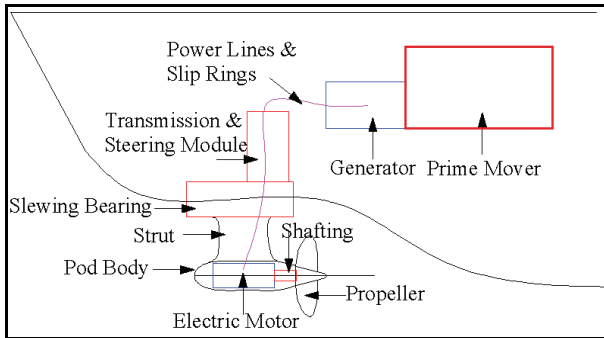 Power Lines &
Slip Rings
Transmission &
Steering Module
Generator
Prime Mover
Slewing Bearing
Strut
Shafting
Pod Body
Propeller
Electric Motor